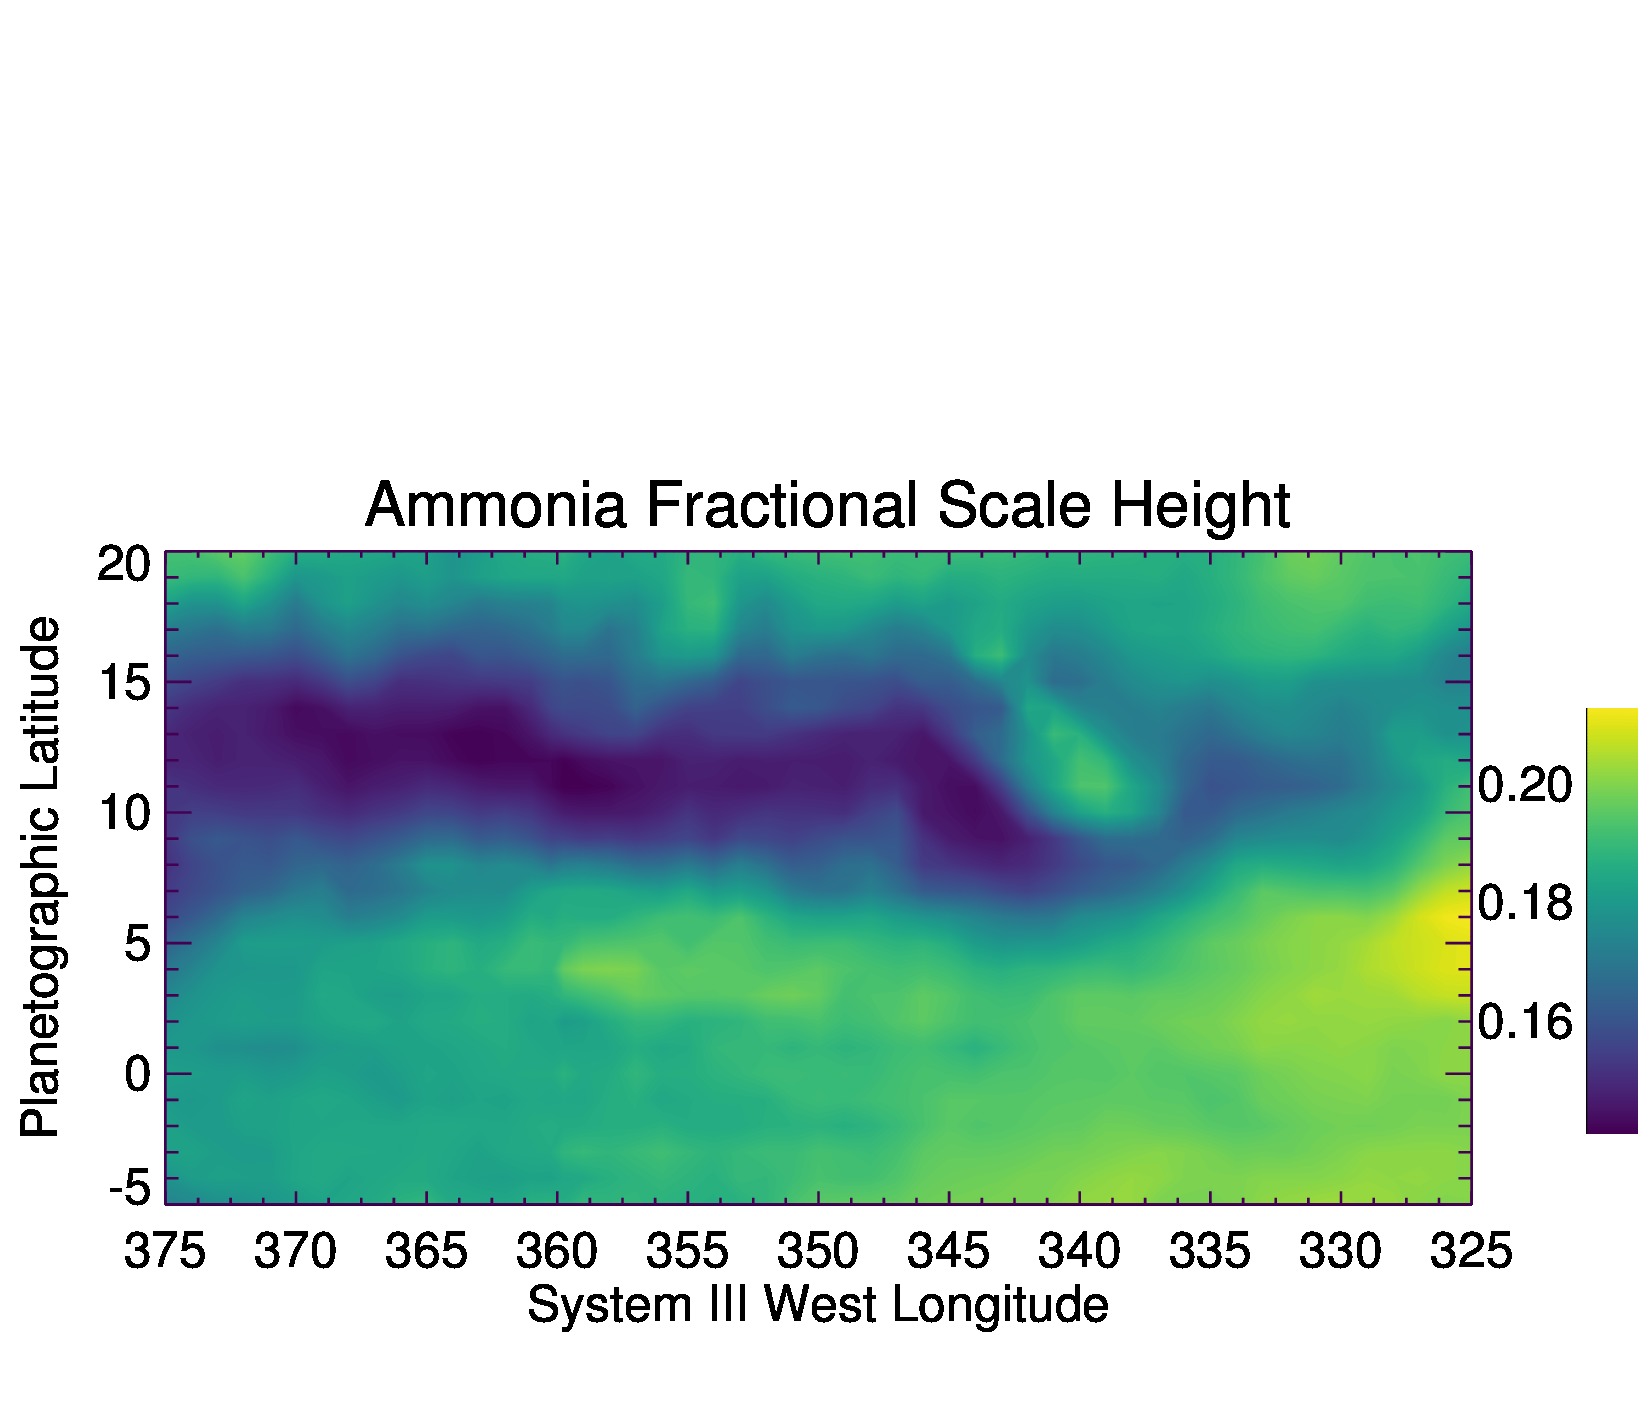 Ammonia Fractional Scale Height
20
15
10
5
0
-5
Planetographic Latitude
375 370 365 360 355 350 345 340 335 330 325
System III West Longitude
0.20
0.18
0.16